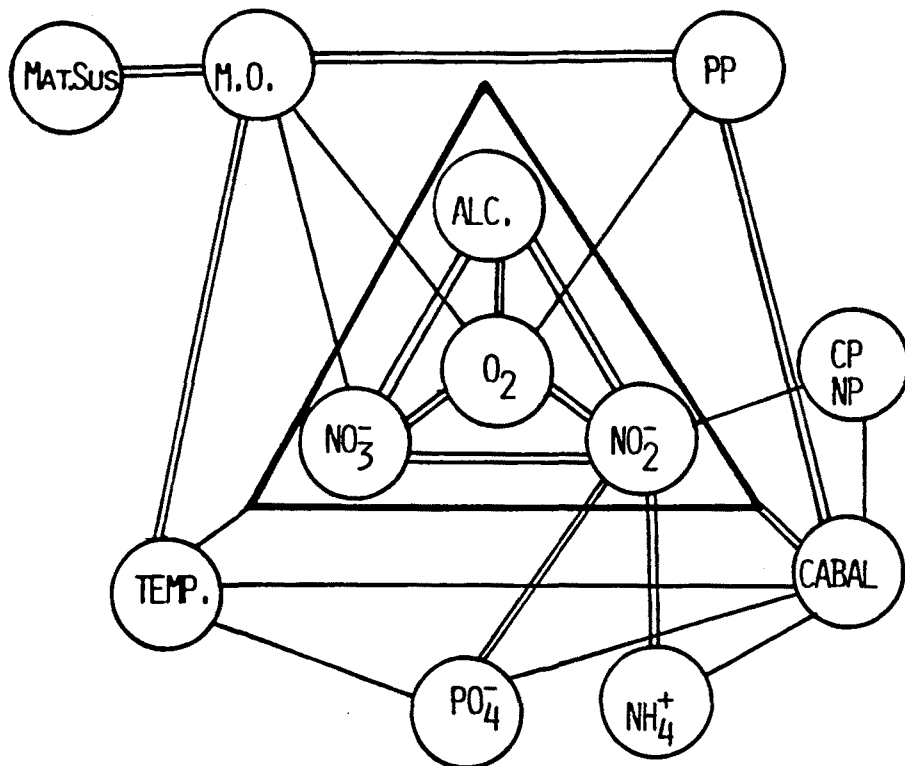 MAT.SUS
M.O.
PP
ALC.
O2
CP
NP
NO3-
NO2-
TEMP.
CABAL
PO4-
NH4+